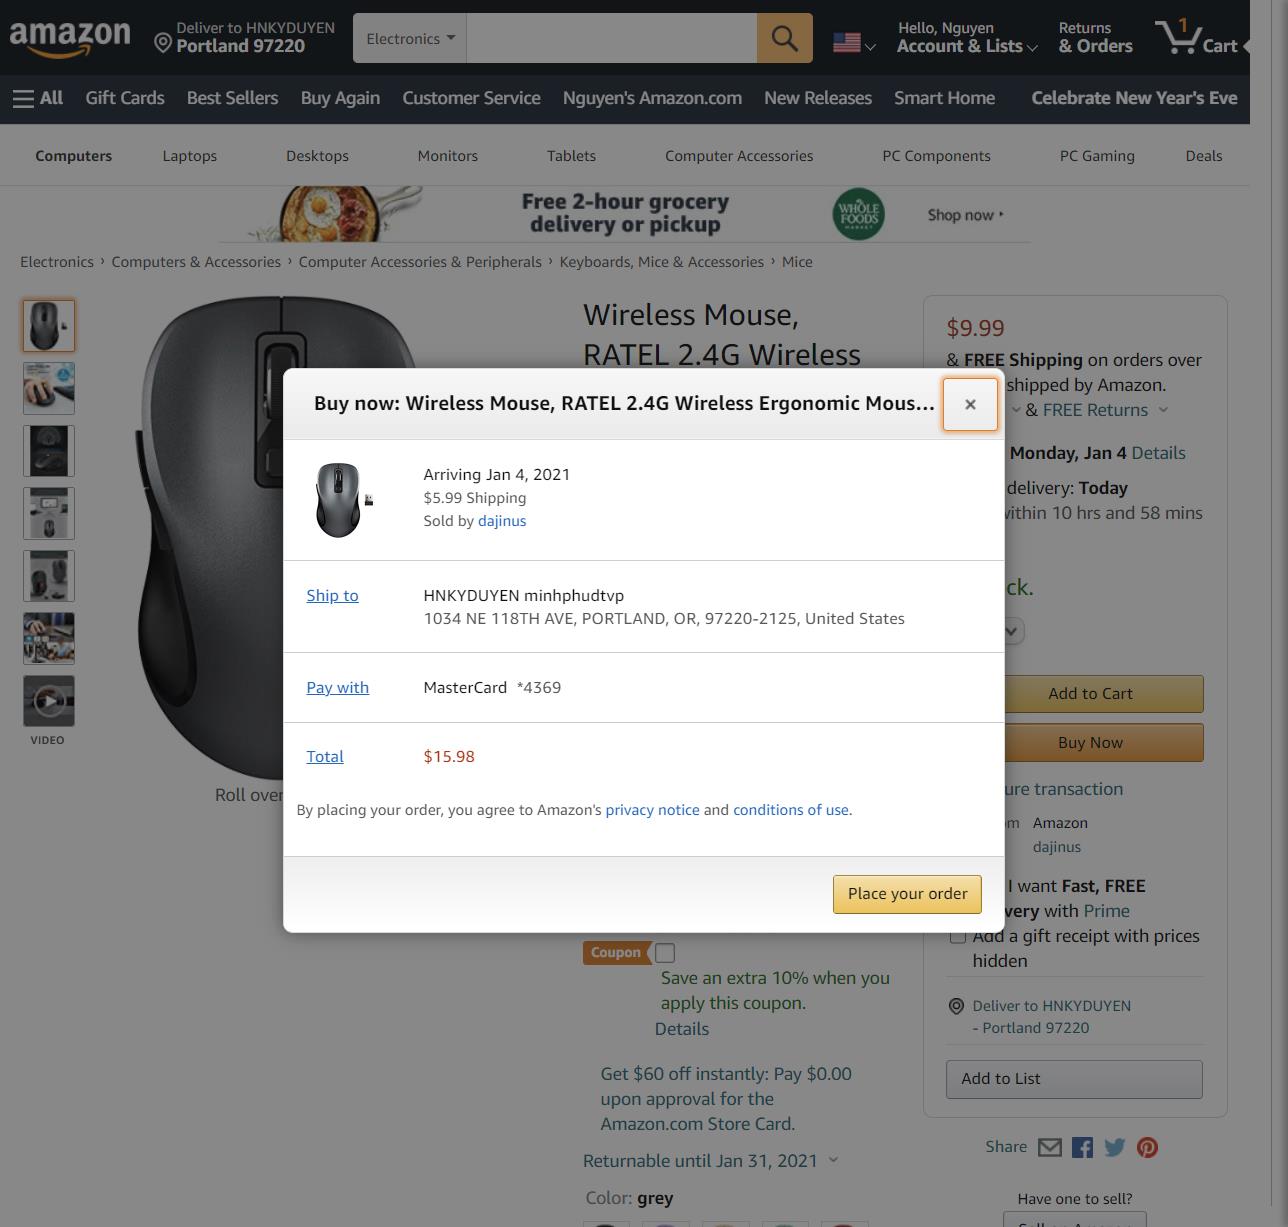 amazon
Deliver to HNKYDUYEN
Portland 97220
Electronics
Hello, Nguyen
Account & Lists
Returns
& Orders
1
Cart
All
Gift Cards
Best Sellers
Buy Again
Customer Service
Nguyen's Amazon.com
New Releases
Smart Home
Celebrate New Year's Eve
Computers
Laptops
Desktops
Monitors
Tablets
Computer Accessories
PC Components
PC Gaming
Deals
Free 2-hour grocery
delivery or pickup
WHOLE
FOODS
MARKET
Shop now
Electronics › Computers & Accessories › Computer Accessories & Peripherals › Keyboards, Mice & Accessories › Mice
Wireless Mouse,
RATEL 2.4G Wireless
$9.99
& FREE Shipping on orders over
shipped by Amazon.
& FREE Returns
Monday, Jan 4 Details
delivery: Today
within 10 hrs and 58 mins
ck.
Add to Cart
Buy Now
ure transaction
Amazon
dajinus
I want Fast, FREE
very with Prime
Add a gift receipt with prices
hidden
Deliver to HNKYDUYEN
- Portland 97220
Add to List
Share
Have one to sell?
VIDEO
Roll over
Buy now: Wireless Mouse, RATEL 2.4G Wireless Ergonomic Mous...
×
Arriving Jan 4, 2021
$5.99 Shipping
Sold by dajinus
Ship to
HNKYDUYEN minhphudtvp
1034 NE 118TH AVE, PORTLAND, OR, 97220-2125, United States
Pay with
MasterCard *4369
Total
$15.98
By placing your order, you agree to Amazon's privacy notice and conditions of use.
Place your order
Coupon
Save an extra 10% when you
apply this coupon.
Details
Get $60 off instantly: Pay $0.00
upon approval for the
Amazon.com Store Card.
Returnable until Jan 31, 2021
Color: grey